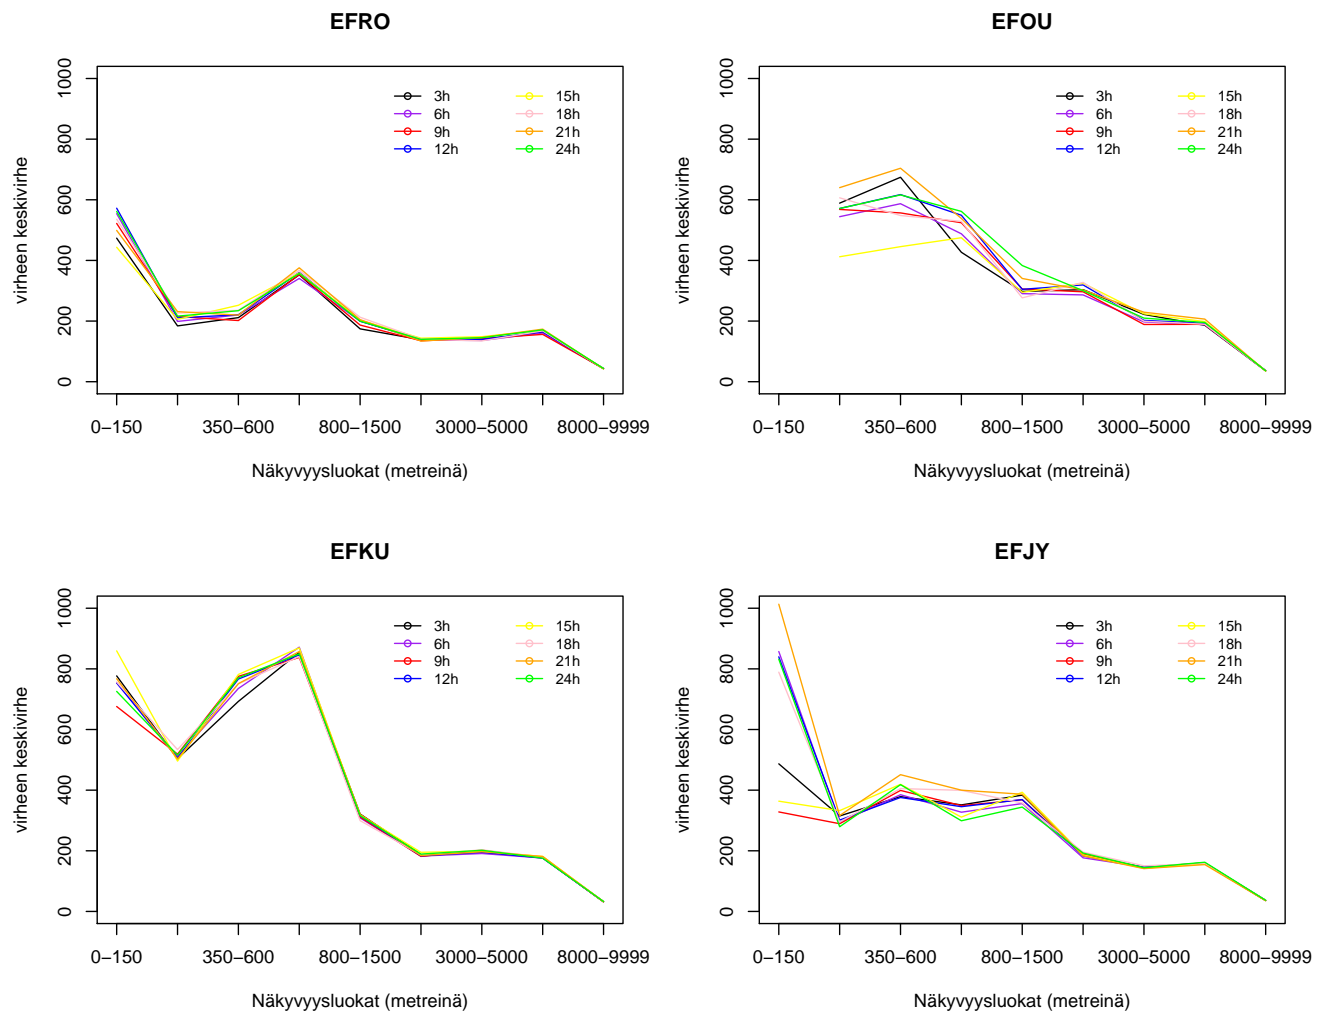 EFRO
virheen keskivirhe
1000
800
600
400
200
0
3h
6h
9h
12h
15h
18h
21h
24h
0−150
350−600
800−1500
3000−5000
8000−9999
Näkyvyysluokat (metreinä)
EFOU
virheen keskivirhe
1000
800
600
400
200
0
3h
6h
9h
12h
15h
18h
21h
24h
0−150
350−600
800−1500
3000−5000
8000−9999
Näkyvyysluokat (metreinä)
EFKU
virheen keskivirhe
1000
800
600
400
200
0
3h
6h
9h
12h
15h
18h
21h
24h
0−150
350−600
800−1500
3000−5000
8000−9999
Näkyvyysluokat (metreinä)
EFJY
virheen keskivirhe
1000
800
600
400
200
0
3h
6h
9h
12h
15h
18h
21h
24h
0−150
350−600
800−1500
3000−5000
8000−9999
Näkyvyysluokat (metreinä)